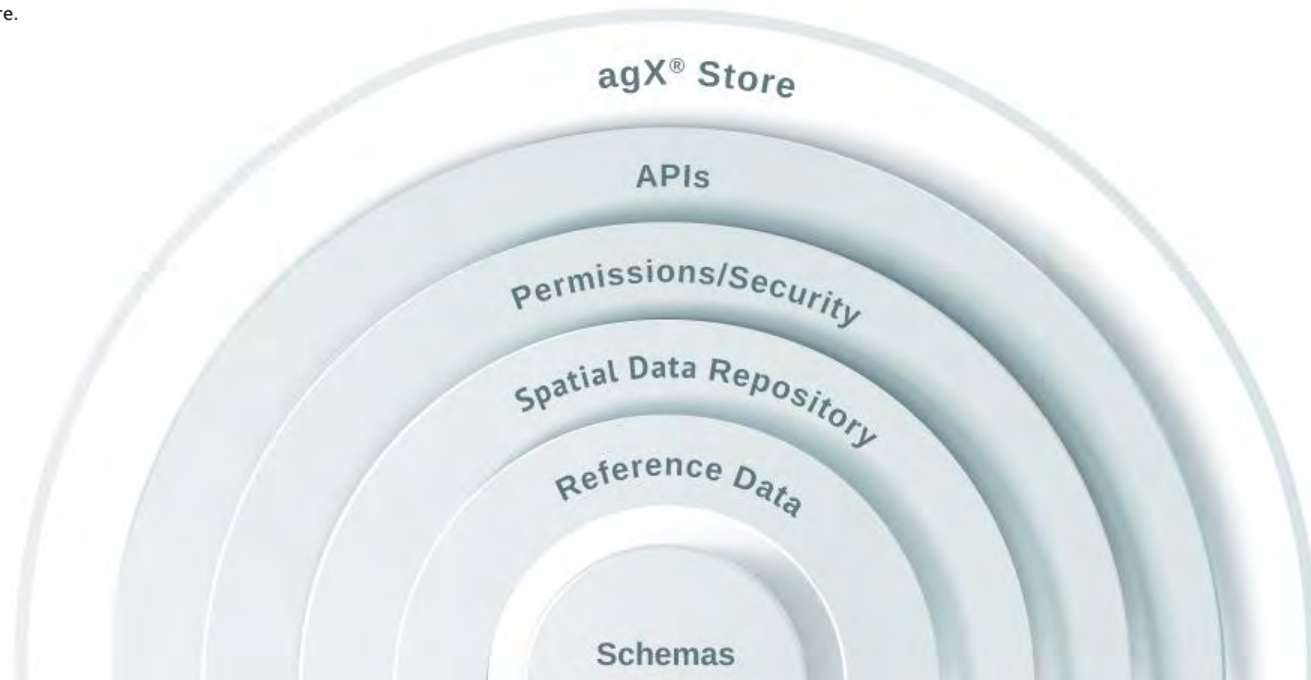 re.
agX® Store
APIs
Permissions/Security
Spatial Data Repository
Reference Data
Schemas